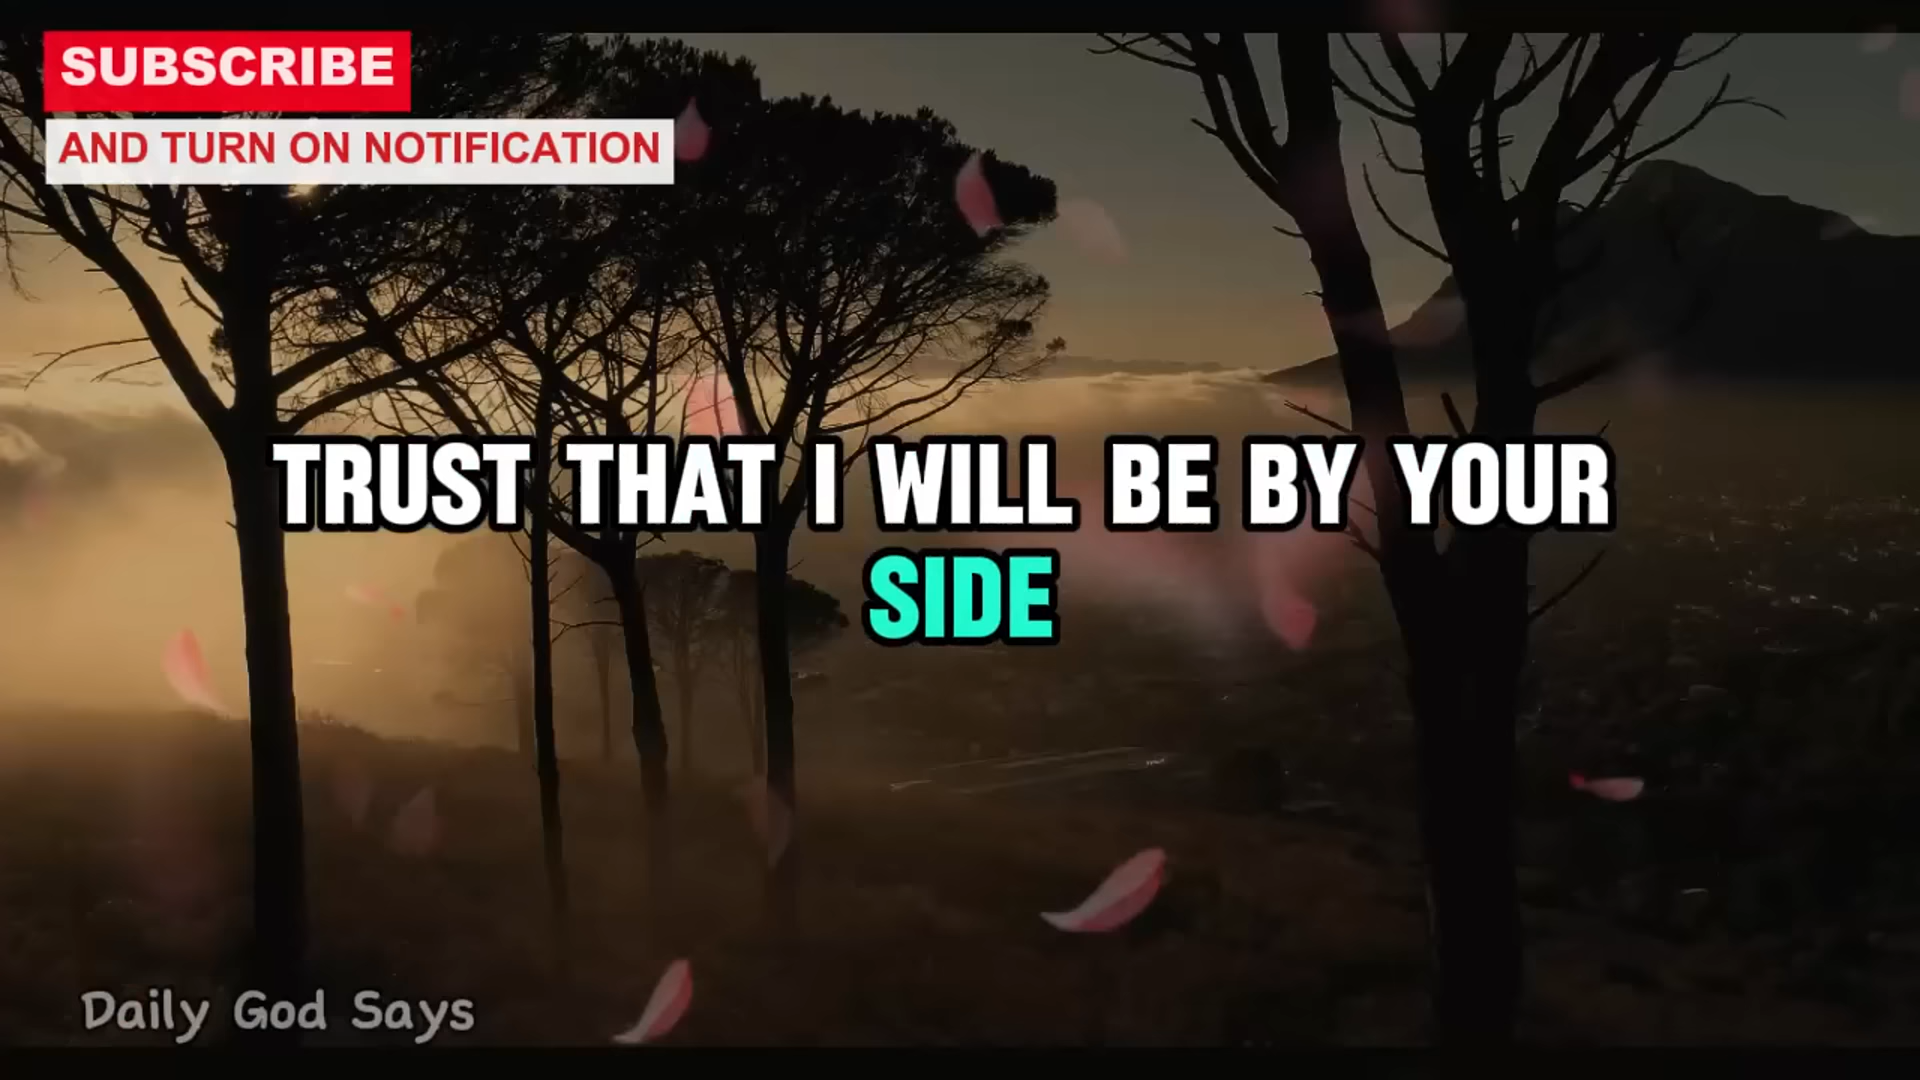 SUBSCRIBE
AND TURN ON NOTIFICATION
TRUST THAT I WILL BE BY YOUR
SIDE
Daily God Says